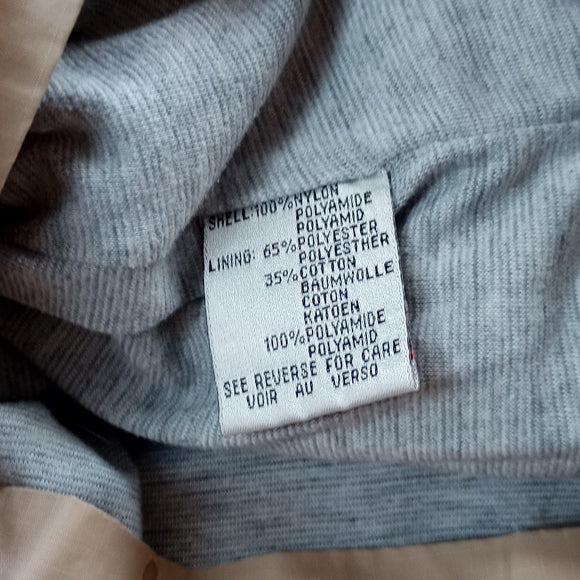 SHELL:100%NYLON
POLYAMIDE
POLYAMID
LINING: 65%POLYESTER
POLYESTHER
35%COTTON
BAUMWOLLE
COTON
KATOEN
100%POLYAMIDE
POLYAMID
SEE REVERSE FOR CARE
VOIR AU VERSO